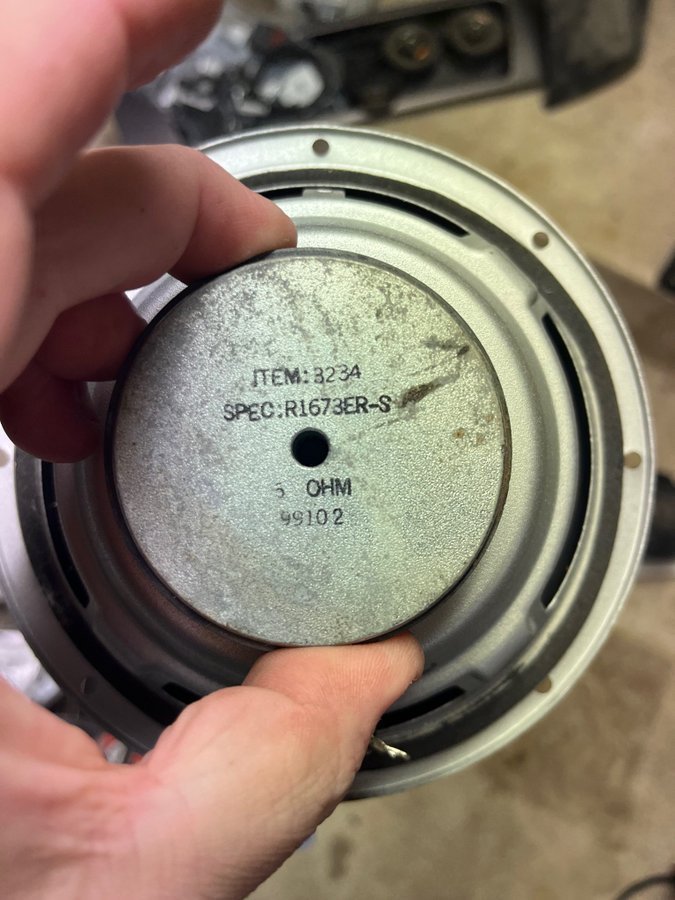 ITEM:3234
SPEC:R1673ER-S
OHM
99102